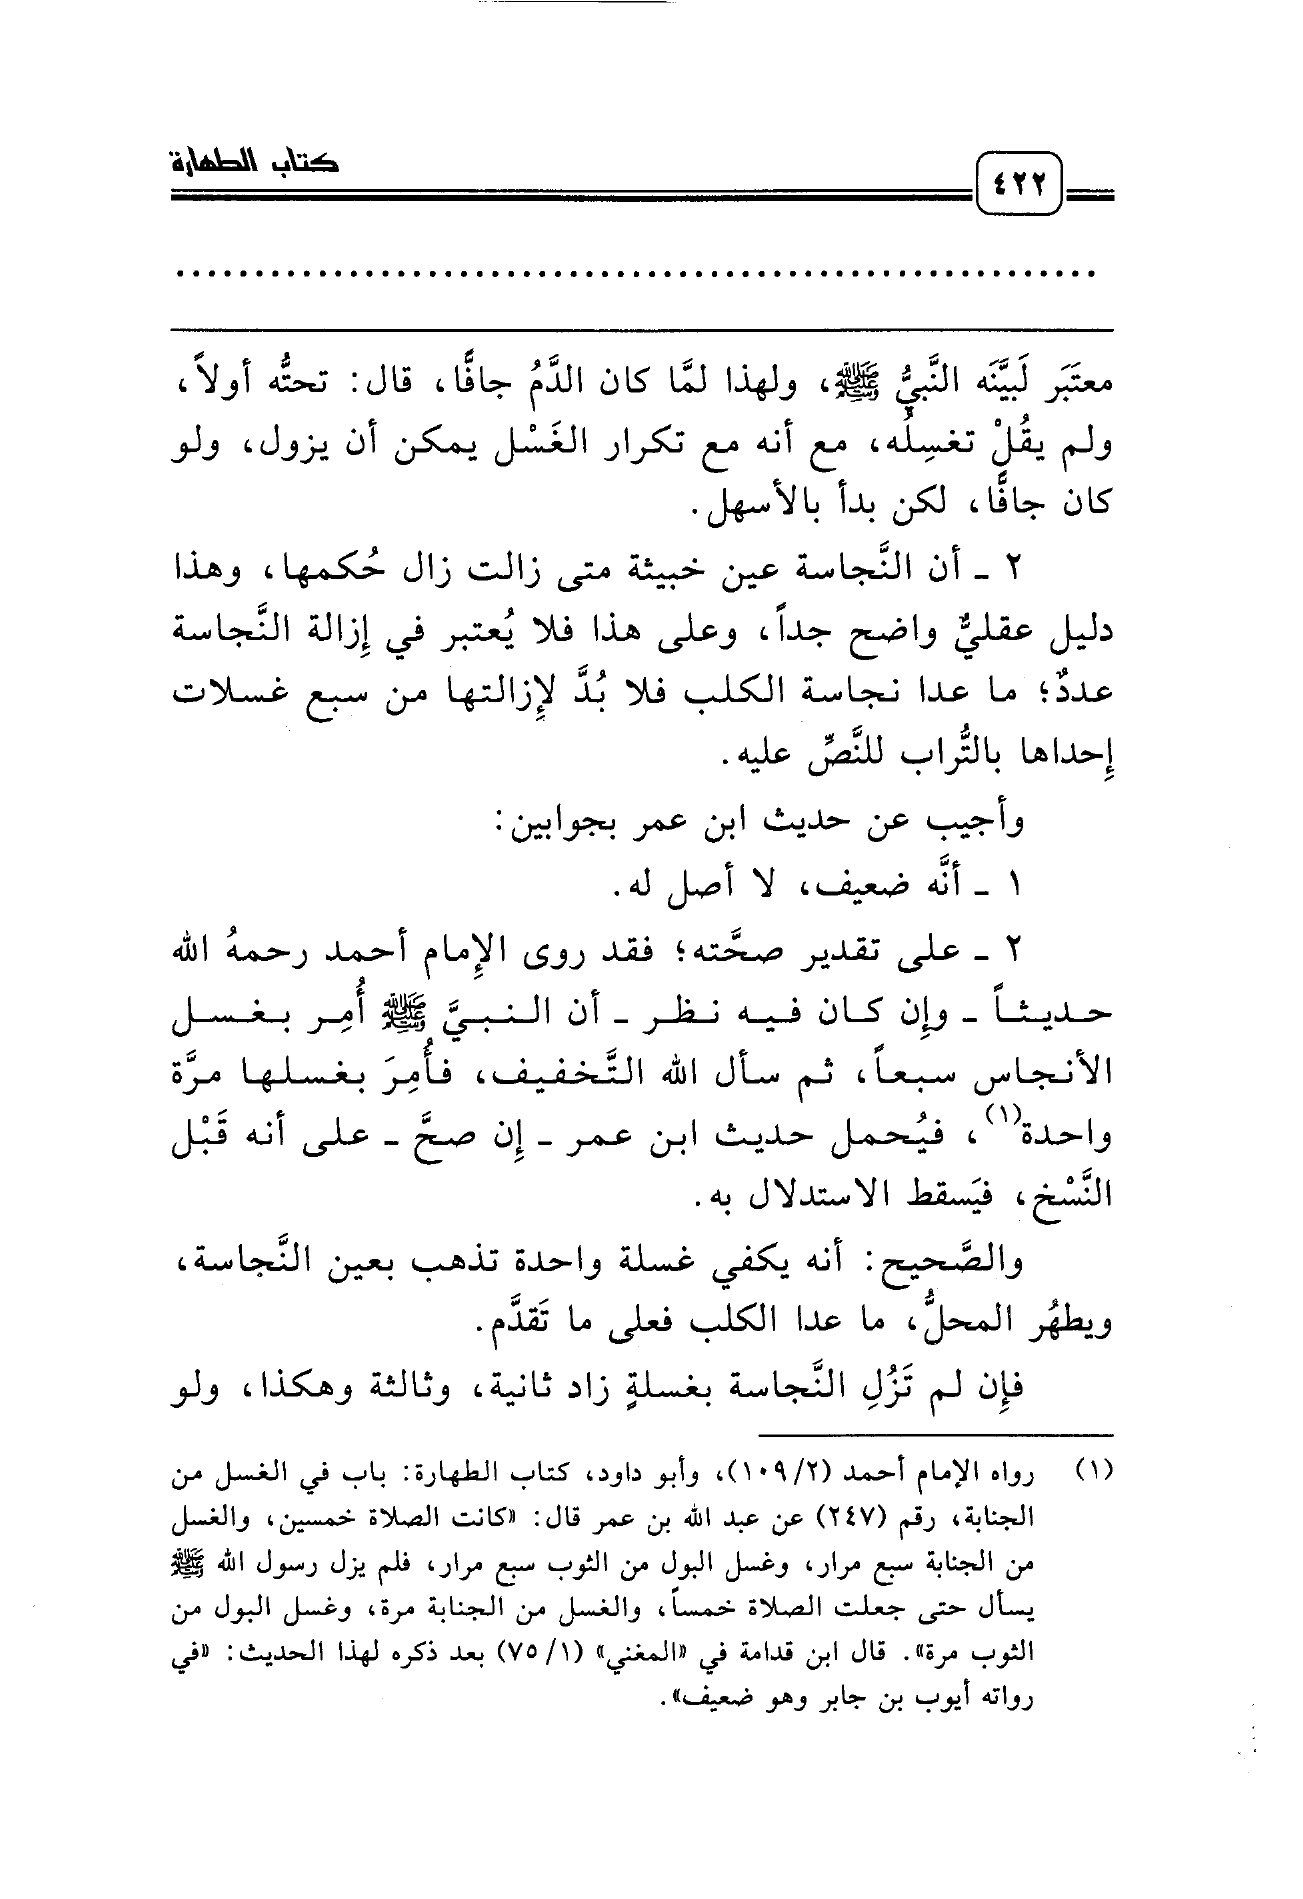 كتاب الطهارة
٤٢٢
معتَبَر لَبيَّنَه النَّبيُّ ﷺ، ولهذا لمَّا كان الدَّمُ جافًّا، قال: تحتُّه أولاً،
ولم يقُلْ تغسِلُه، مع أنه مع تكرار الغَسْل يمكن أن يزول، ولو
كان جافًّا، لكن بدأ بالأسهل.
٢ ـ أن النَّجاسة عين خبيثة متى زالت زال حُكمها، وهذا
دليل عقليٌّ واضح جداً، وعلى هذا فلا يُعتبر في إزالة النَّجاسة
عددٌ؛ ما عدا نجاسة الكلب فلا بُدَّ لإزالتها من سبع غسلات
إحداها بالتُّراب للنَّصِّ عليه.
وأجيب عن حديث ابن عمر بجوابين:
١ ـ أنَّه ضعيف، لا أصل له.
٢ ـ على تقدير صحَّته؛ فقد روى الإمام أحمد رحمهُ الله
حديثاً ـ وإن كان فيه نظر ـ أن النبيَّ ﷺ أُمِر بغسل
الأنجاس سبعاً، ثم سأل الله التَّخفيف، فأُمِرَ بغسلها مرَّة
واحدة(١)، فيُحمل حديث ابن عمر ـ إن صحَّ ـ على أنه قَبْل
النَّسْخ، فيَسقط الاستدلال به.
والصَّحيح: أنه يكفي غسلة واحدة تذهب بعين النَّجاسة،
ويطهُر المحلُّ، ما عدا الكلب فعلى ما تَقدَّم.
فإن لم تَزُلِ النَّجاسة بغسلةٍ زاد ثانية، وثالثة وهكذا، ولو
(١) رواه الإمام أحمد (١٠٩/٢)، وأبو داود، كتاب الطهارة: باب في الغسل من
الجنابة، رقم (٢٤٧) عن عبد الله بن عمر قال: «كانت الصلاة خمسين، والغسل
من الجنابة سبع مرار، وغسل البول من الثوب سبع مرار، فلم يزل رسول الله ﷺ
يسأل حتى جعلت الصلاة خمساً، والغسل من الجنابة مرة، وغسل البول من
الثوب مرة». قال ابن قدامة في «المغني» (٧٥/١) بعد ذكره لهذا الحديث: «في
رواته أيوب بن جابر وهو ضعيف».